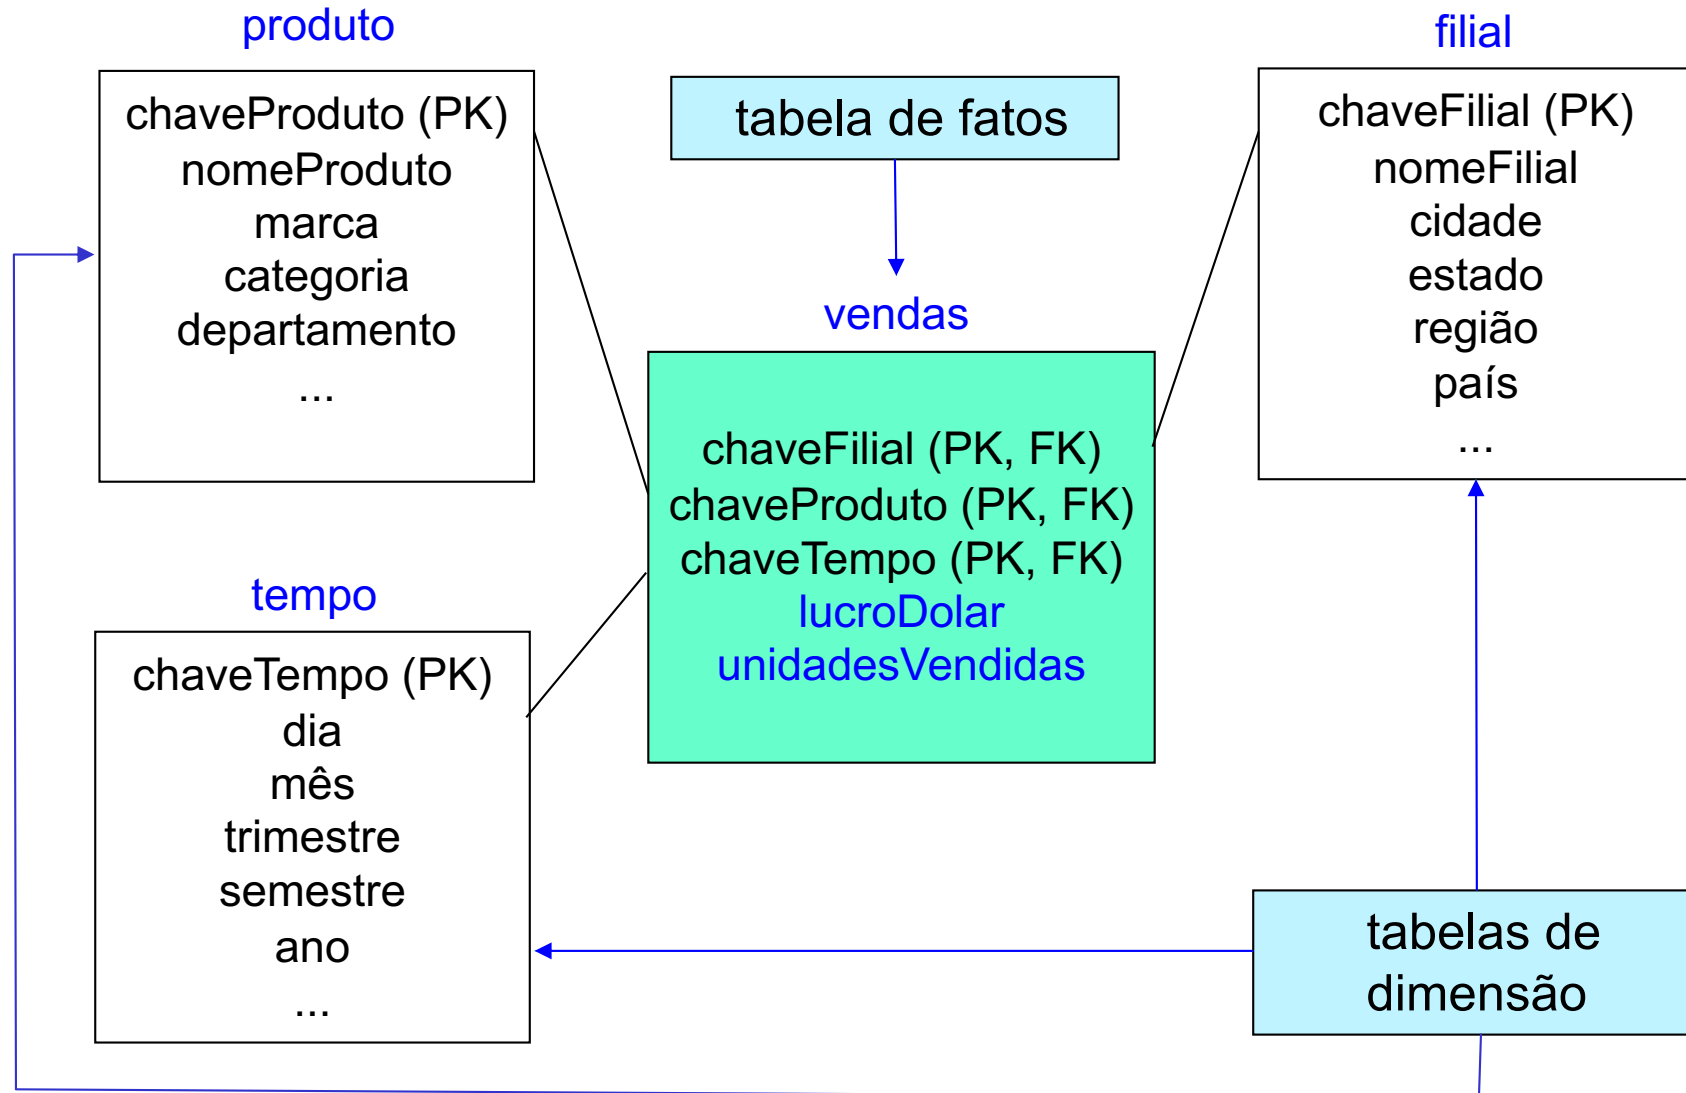 produto
chaveProduto (PK)
nomeProduto
marca
categoria
departamento
...
tabela de fatos
filial
chaveFilial (PK)
nomeFilial
cidade
estado
região
país
...
vendas
chaveFilial (PK, FK)
chaveProduto (PK, FK)
chaveTempo (PK, FK)
lucroDolar
unidadesVendidas
tempo
chaveTempo (PK)
dia
mês
trimestre
semestre
ano
...
tabelas de
dimensão